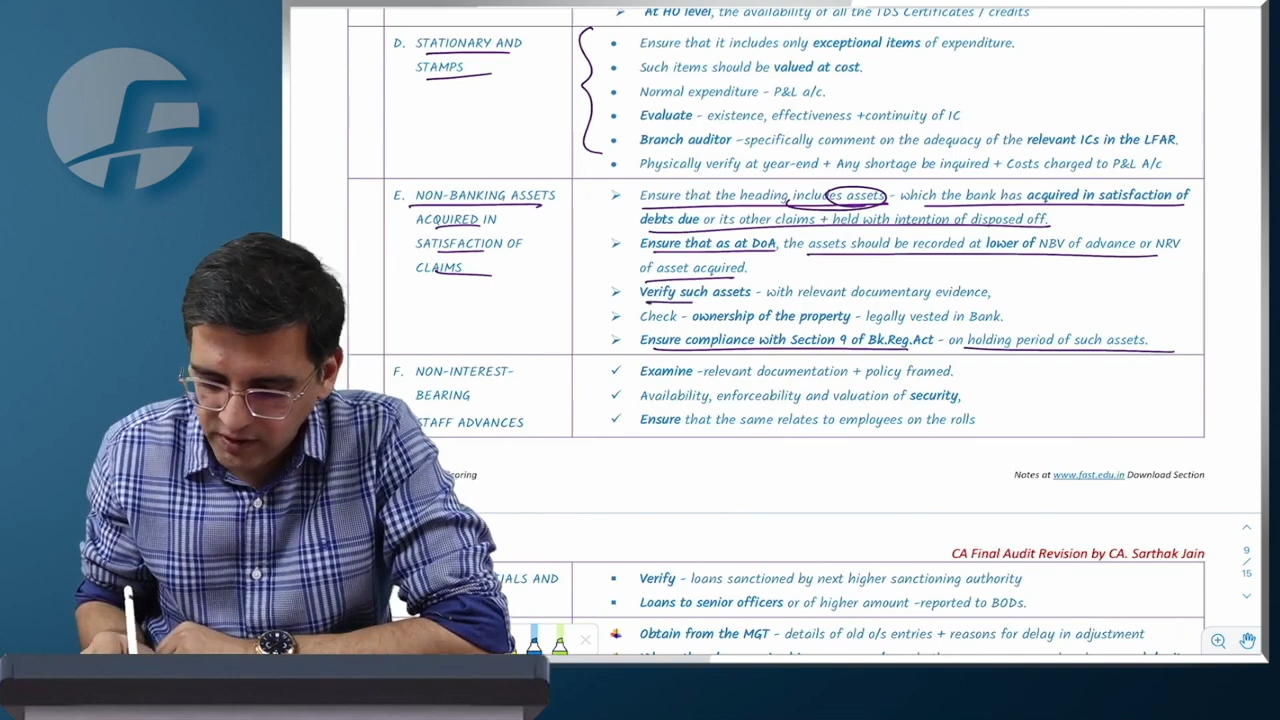 At HO level, the availability of all the TDS Certificates / credits
D. STATIONARY AND
STAMPS
Ensure that it includes only exceptional items of expenditure.
Such items should be valued at cost.
Normal expenditure - P&L a/c.
Evaluate - existence, effectiveness +continuity of IC
Branch auditor –specifically comment on the adequacy of the relevant ICs in the LFAR.
Physically verify at year-end + Any shortage be inquired + Costs charged to P&L A/c
E. NON-BANKING ASSETS
ACQUIRED IN
SATISFACTION OF
CLAIMS
Ensure that the heading includes assets - which the bank has acquired in satisfaction of
debts due or its other claims + held with intention of disposed off.
Ensure that as at DoA, the assets should be recorded at lower of NBV of advance or NRV
of asset acquired.
Verify such assets - with relevant documentary evidence,
Check - ownership of the property - legally vested in Bank.
Ensure compliance with Section 9 of Bk.Reg.Act - on holding period of such assets.
F. NON-INTEREST-
BEARING
STAFF ADVANCES
Examine –relevant documentation + policy framed.
Availability, enforceability and valuation of security,
Ensure that the same relates to employees on the rolls
Notes at www.fast.edu.in Download Section
CA Final Audit Revision by CA. Sarthak Jain
AND
Verify - loans sanctioned by next higher sanctioning authority
Loans to senior officers or of higher amount -reported to BODs.
Obtain from the MGT - details of old o/s entries + reasons for delay in adjustment
9
/
15